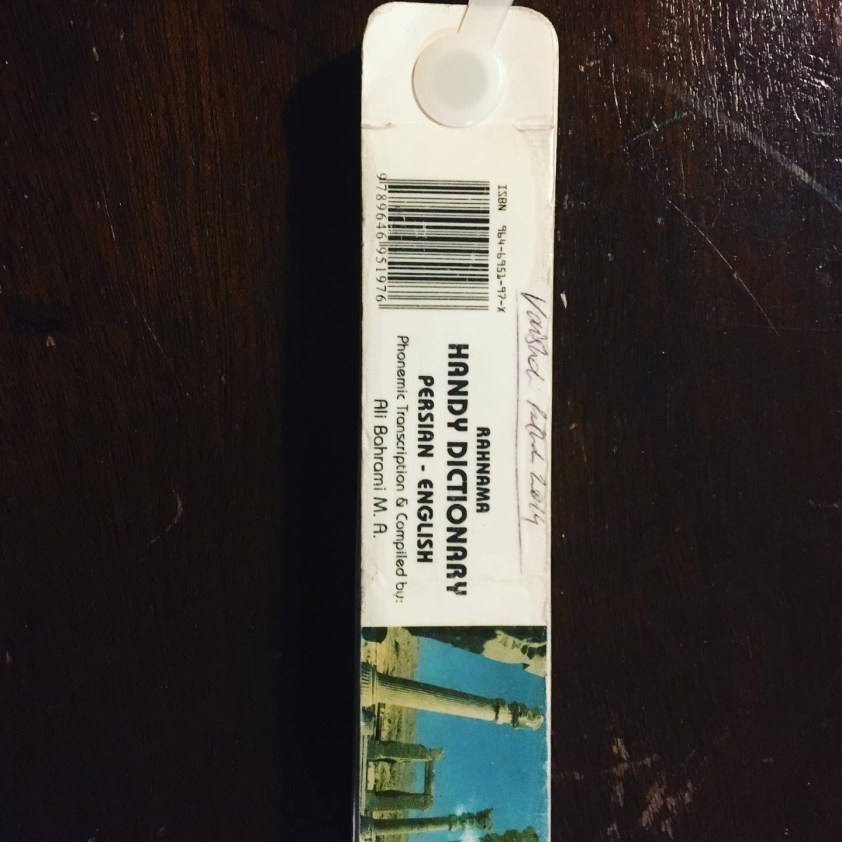 ISBN 964-6951-97-X
9789646951976
2014
RAHNAMA
HANDY DICTIONARY
PERSIAN - ENGLISH
Phonemic Transcription & Compiled by:
Ali Bahrami M. A.